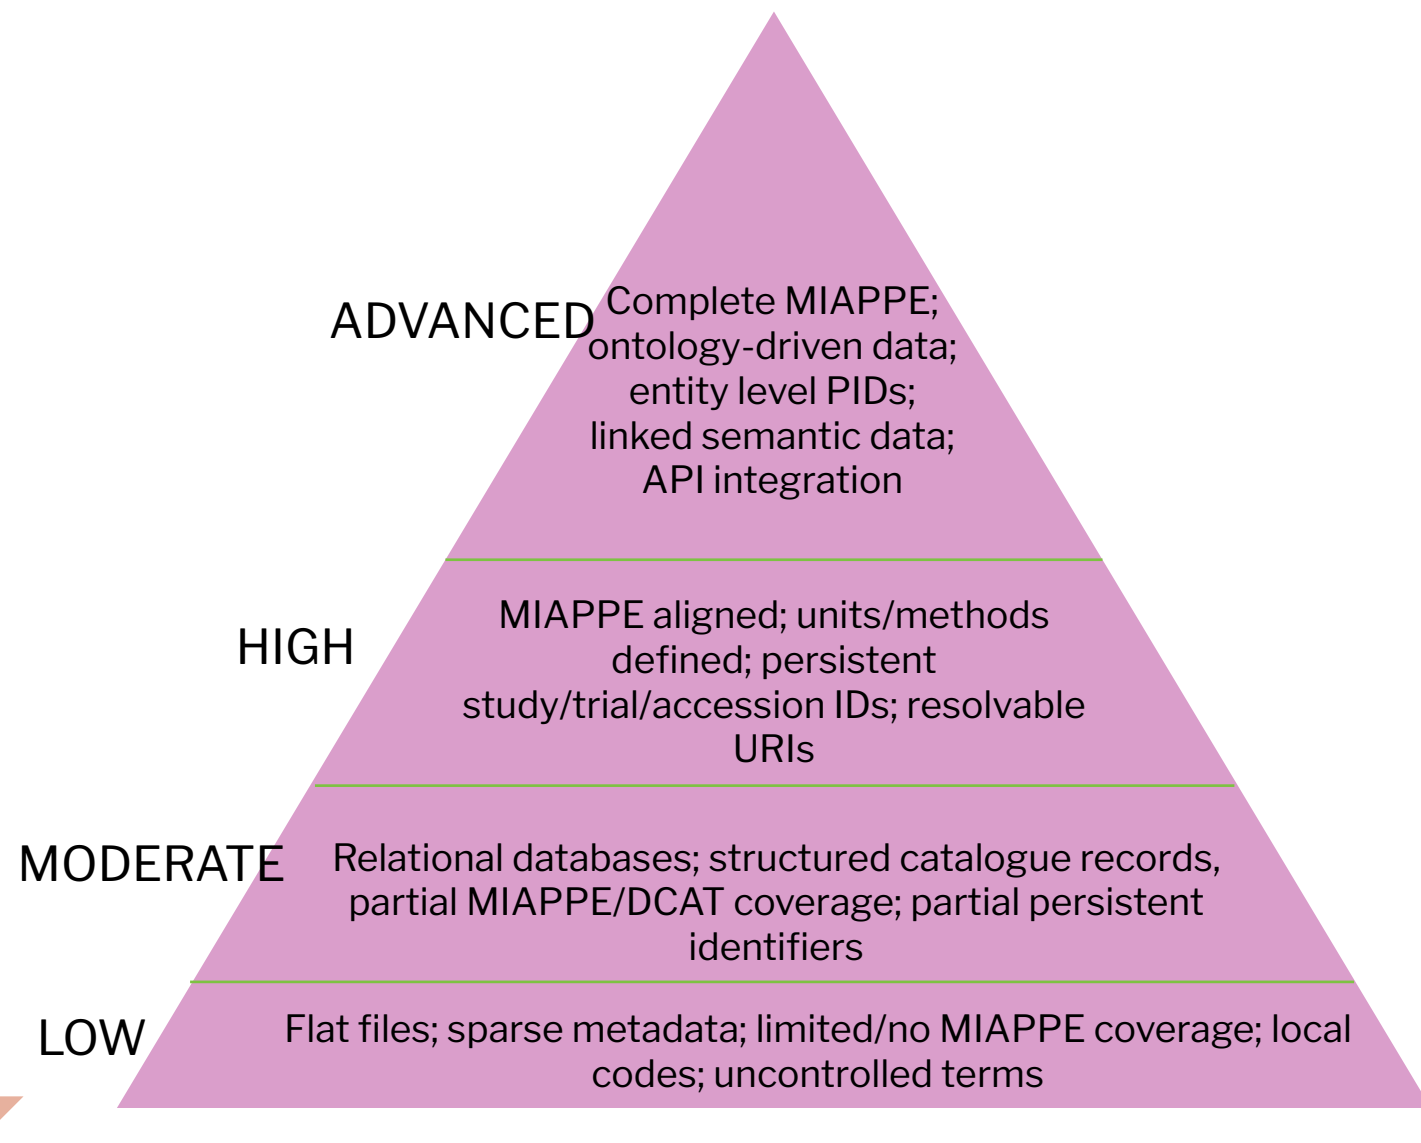 ADVANCED
Complete MIAPPE;
ontology-driven data;
entity level PIDs;
linked semantic data;
API integration
HIGH
MIAPPE aligned; units/methods
defined; persistent
study/trial/accession IDs; resolvable
URIs
MODERATE
Relational databases; structured catalogue records,
partial MIAPPE/DCAT coverage; partial persistent
identifiers
LOW
Flat files; sparse metadata; limited/no MIAPPE coverage; local
codes; uncontrolled terms